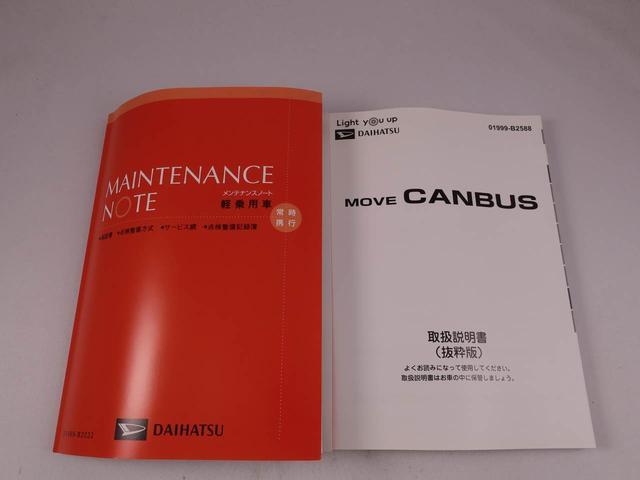 MAINTENANCE
NOTE
メンテナンスノート
軽乗用車
常時
携行
●点検整備方式 ●サービス網 ●点検整備記録簿
DAIHATSU
Light you up
DAIHATSU
01999-B2588
MOVE CANBUS
取扱説明書
(抜粋版)
よくお読みになって使用してください。
取扱説明書はお車の中に保管しましょう。